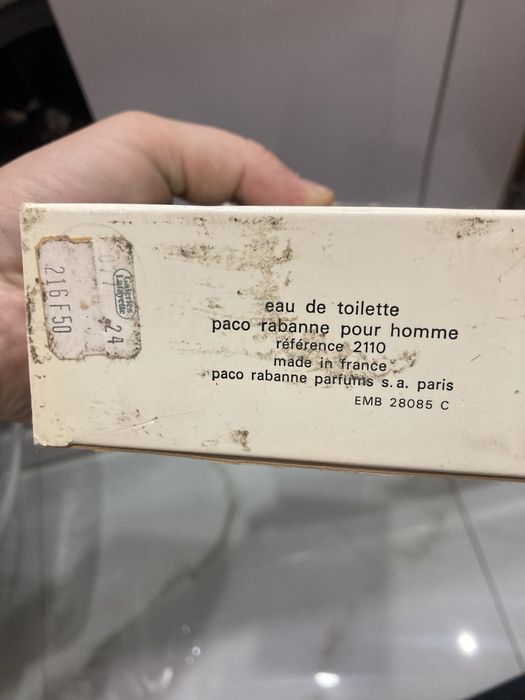 eau de toilette
paco rabanne pour homme
référence 2110
made in france
paco rabanne parfums s.a. paris
EMB 28085 C
Galeries
Lafayette
24
216F50